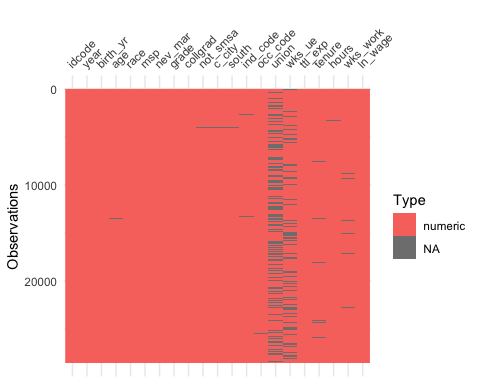 idcode
year
birth_yr
age
race
msp
nev_mar
grade
collgrad
not_smsa
c_city
south
ind_code
occ_code
union
wks_ue
ttl_exp
Tenure
hours
wks_work
ln_wage
0
10000
20000
Observations
Type
numeric
NA